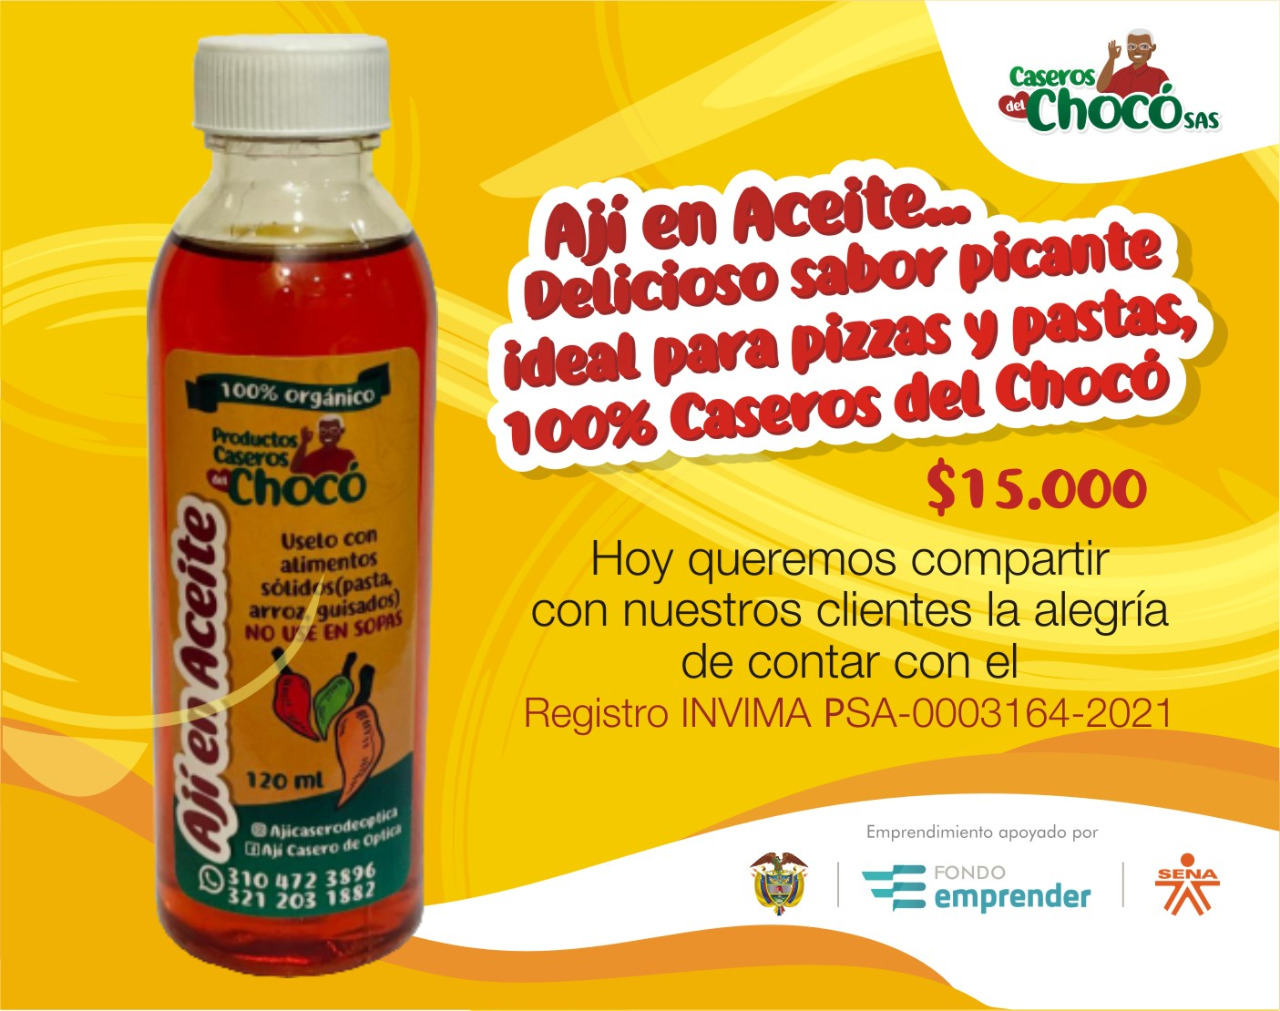 Caseros
del Chocó SAS
Ají en Aceite...
Delicioso sabor picante
ideal para pizzas y pastas,
100% Caseros del Chocó
$15.000
Hoy queremos compartir
con nuestros clientes la alegría
de contar con el
Registro INVIMA PSA-0003164-2021
100% orgánico
Productos
Caseros
del Chocó
Ají en Aceite
Uselo con
alimentos
sólidos(pasta,
arroz, guisados)
NO USE EN SOPAS
120 ml
Ajicaserodeoptica
Ají Casero de Optica
310 472 3896
321 203 1882
Emprendimiento apoyado por
FONDO
emprender
SENA